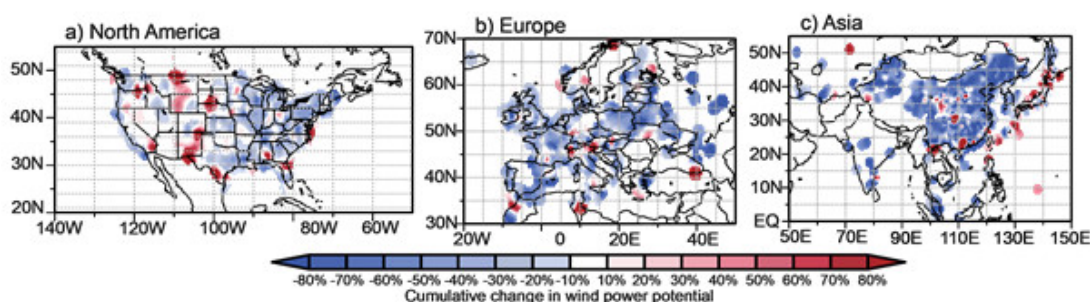 a) North America
50N
40N
30N
20N
140W 120W 100W 80W 60W
b) Europe
70N
60N
50N
40N
30N
20W 0 20E 40E
c) Asia
50N
40N
30N
20N
10N
EQ
50E 70E 90E 110E 130E 150E
-80% -70% -60% -50% -40% -30% -20% -10% 10% 20% 30% 40% 50% 60% 70% 80%
Cumulative change in wind power potential